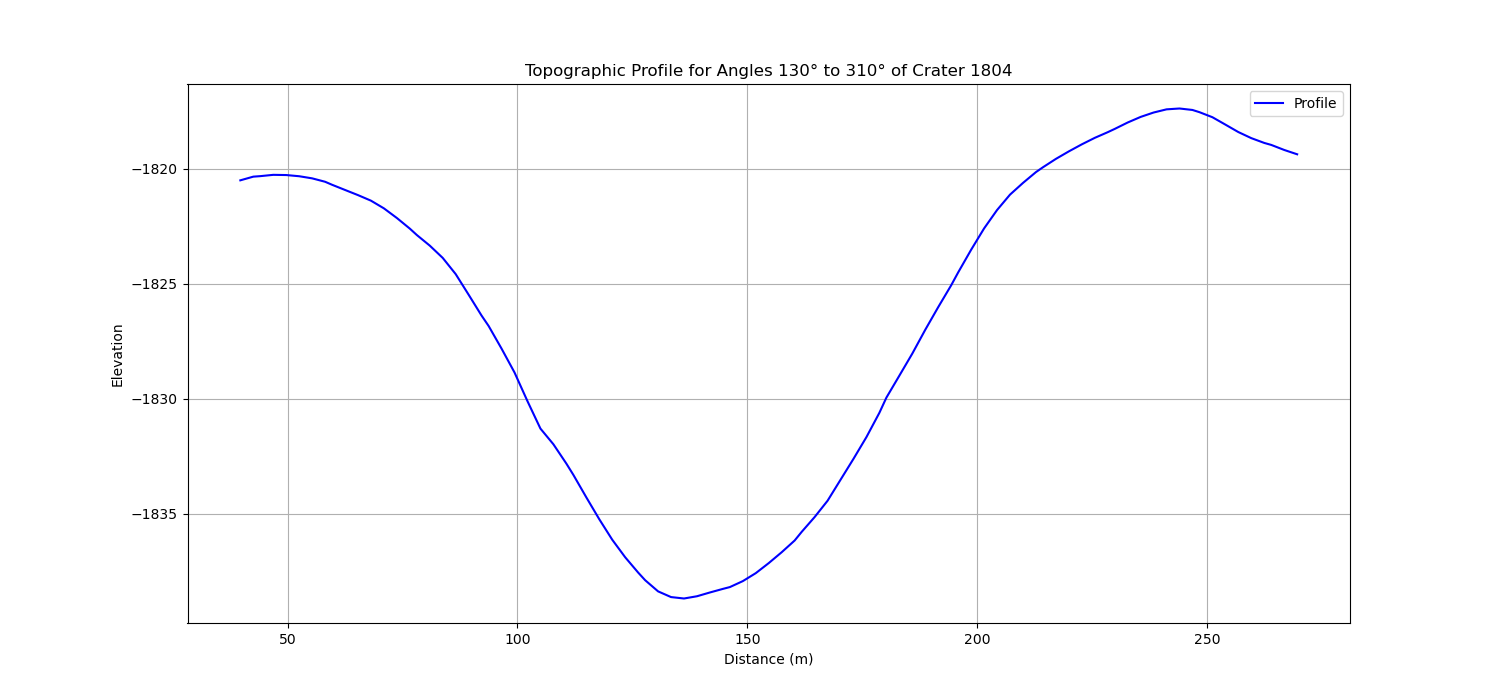 Topographic Profile for Angles 130° to 310° of Crater 1804
Profile
−1820
−1825
−1830
−1835
Elevation
50
100
150
200
250
Distance (m)